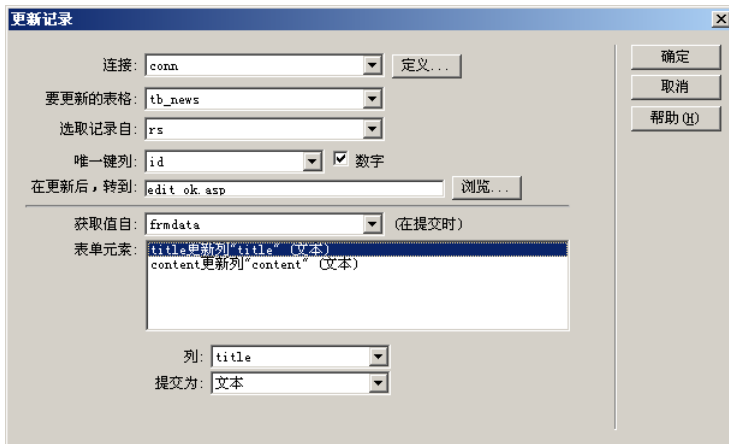 更新记录
连接: conn 定义...
确定
要更新的表格: tb_news
取消
选取记录自: rs
帮助(H)
唯一键列: id 数字
在更新后,转到: edit_ok.asp 浏览...
获取值自: frmdata (在提交时)
表单元素: title更新列"title" (文本)
content更新列"content" (文本)
列: title
提交为: 文本